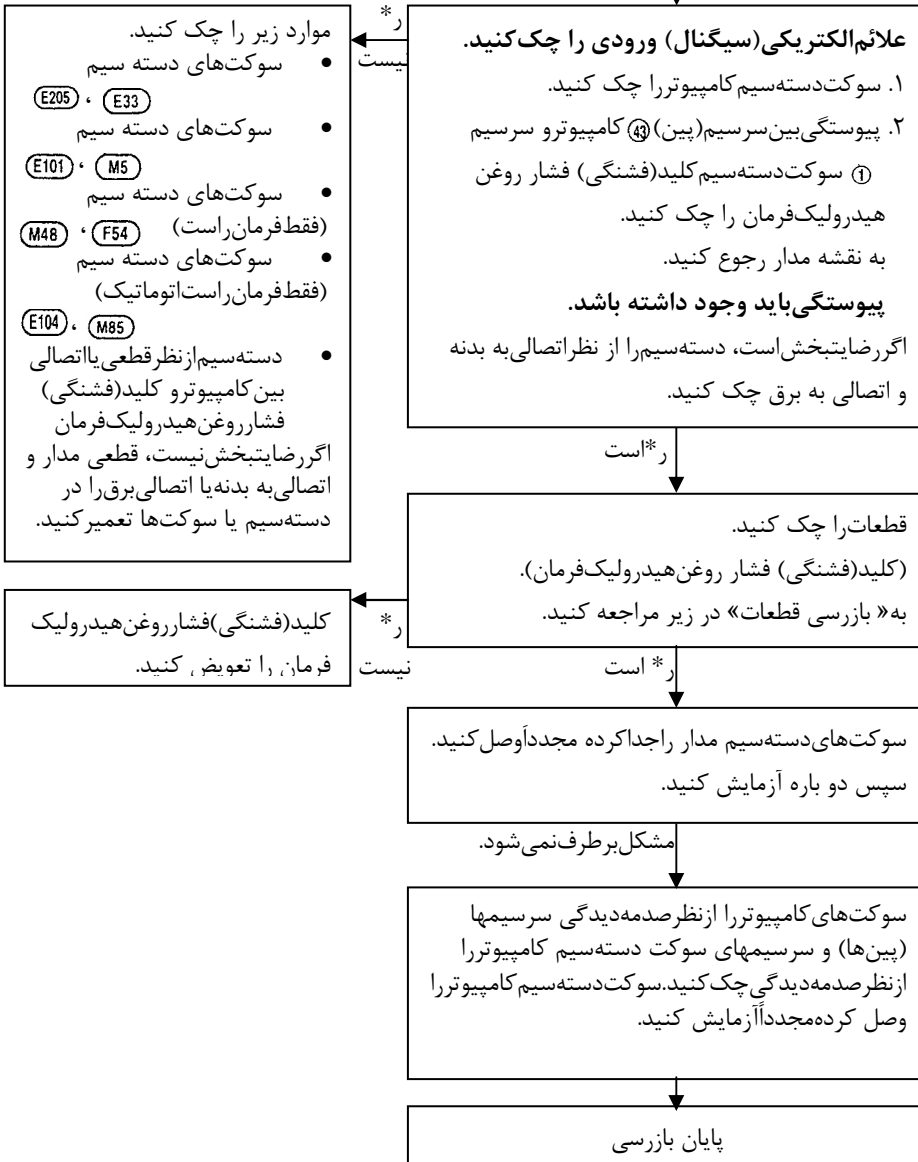 علائم‌الکتریکی(سیگنال) ورودی را چک‌کنید.
۱. سوکت‌دسته‌سیم‌کامپیوتررا چک کنید.
۲. پیوستگی‌بین‌سرسیم(پین)㊸کامپیوترو سرسیم
① سوکت‌دسته‌سیم‌کلید(فشنگی) فشار روغن
هیدرولیک‌فرمان را چک کنید.
به نقشه مدار رجوع کنید.
پیوستگی‌باید وجود داشته باشد.
اگررضایتبخش‌است، دسته‌سیم‌را از نظراتصالی‌به بدنه
و اتصالی به برق چک کنید.
ر*
نیست
موارد زیر را چک کنید.
• سوکت‌های دسته سیم
E33 ، E205
• سوکت‌های دسته سیم
M5 ، E101
• سوکت‌های دسته سیم
(فقط‌فرمان‌راست) F54 ، M48
• سوکت‌های دسته سیم
(فقط‌فرمان‌راست‌اتوماتیک)
M85 ، E104
• دسته‌سیم‌ازنظرقطعی‌یااتصالی
بین‌کامپیوترو کلید(فشنگی)
فشارروغن‌هیدرولیک‌فرمان
اگررضایتبخش‌نیست، قطعی مدار و
اتصالی‌به بدنه‌یا اتصالی‌برق‌را در
دسته‌سیم یا سوکت‌ها تعمیرکنید.
ر*است
قطعات‌را چک کنید.
(کلید(فشنگی) فشار روغن‌هیدرولیک‌فرمان).
به« بازرسی قطعات» در زیر مراجعه کنید.
ر*
نیست
کلید(فشنگی)فشارروغن‌هیدرولیک
فرمان را تعویض کنید.
ر* است
سوکت‌های‌دسته‌سیم مدار راجداکرده مجدداَوصل‌کنید.
سپس دو باره آزمایش کنید.
مشکل‌برطرف‌نمی‌شود.
سوکت‌های‌کامپیوتررا ازنظرصدمه‌دیدگی سرسیمها
(پین‌ها) و سرسیمهای سوکت دسته‌سیم کامپیوتررا
ازنظرصدمه‌دیدگی‌چک‌کنید.سوکت‌دسته‌سیم‌کامپیوتررا
وصل کرده‌مجدداًآزمایش کنید.
پایان بازرسی